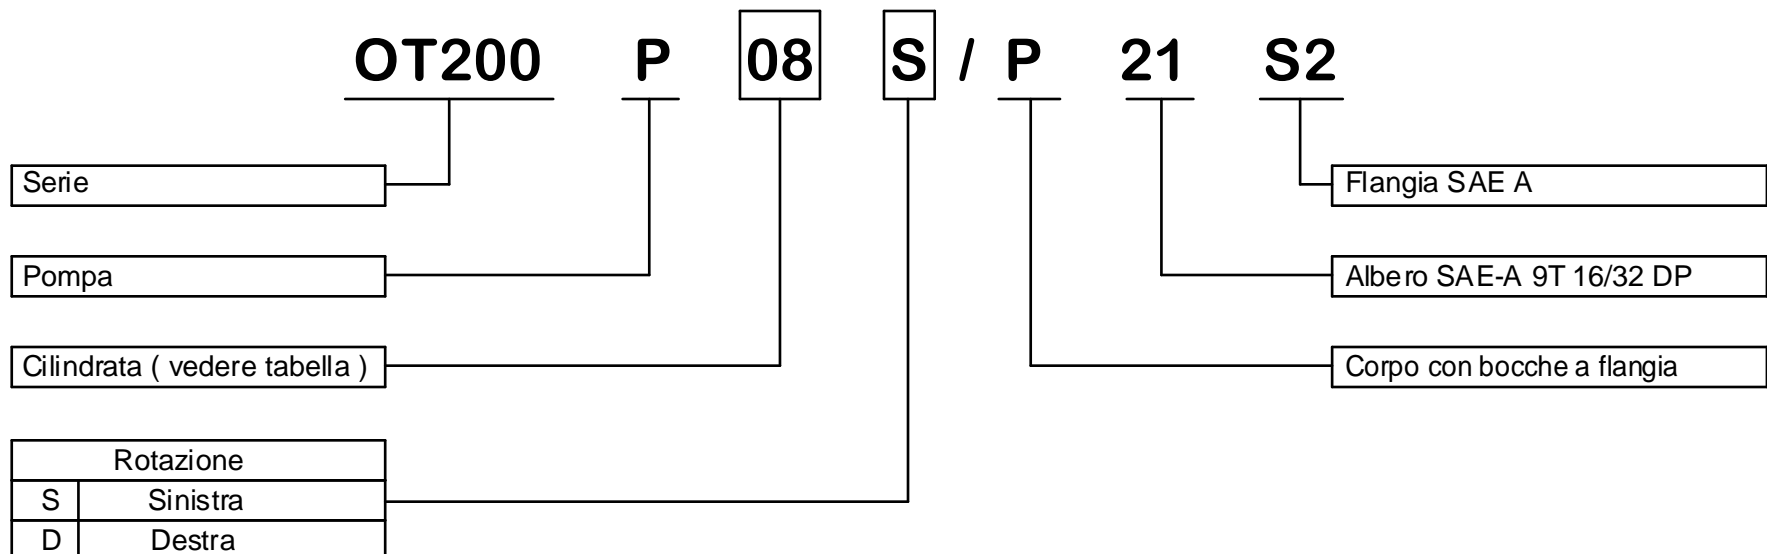 OT200 P 08 S / P 21 S2
Serie
Flangia SAE A
Pompa
Albero SAE-A 9T 16/32 DP
Cilindrata ( vedere tabella )
Corpo con bocche a flangia
Rotazione
S Sinistra
D Destra